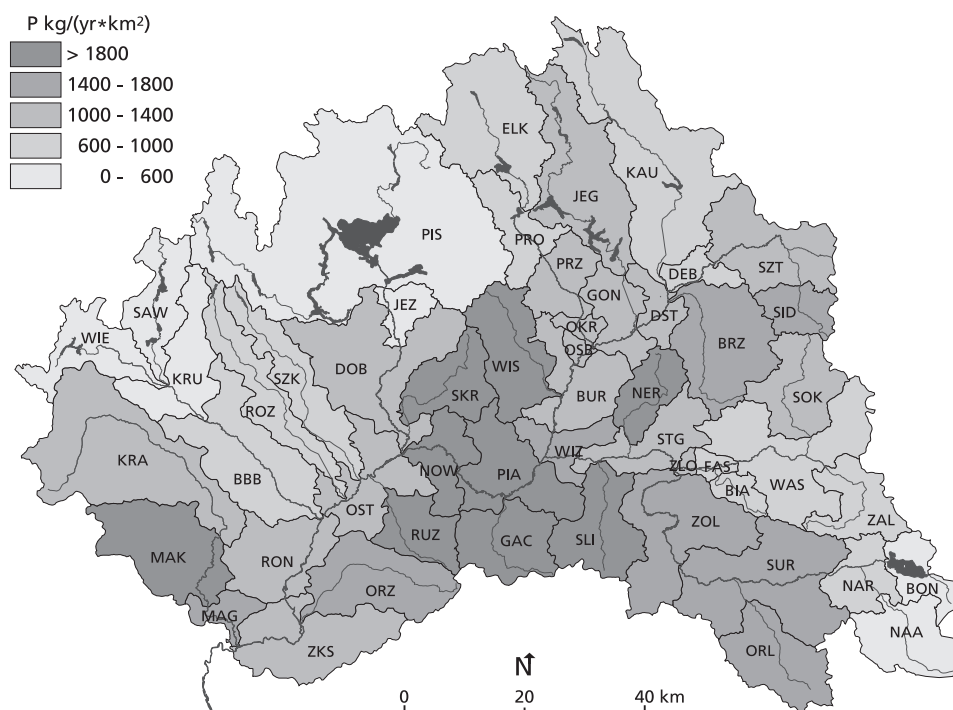 P kg/(yr*km²)
> 1800
1400 - 1800
1000 - 1400
600 - 1000
0 - 600
ELK
KAU
JEG
PIS
PRO
PRZ
DEB
SZT
JEZ
GON
SAW
DST
SID
WIE
OKR
BRZ
OSB
DOB
WIS
KRU
SZK
SKR
BUR
NER
SOK
ROZ
STG
WIZ
KRA
NOW
PIA
ZLO
FAS
BBB
BIA
WAS
OST
ZOL
ZAL
RUZ
GAC
SLI
MAK
RON
SUR
ORZ
NAR
BON
MAG
NAA
ZKS
ORL
N
0 20 40 km